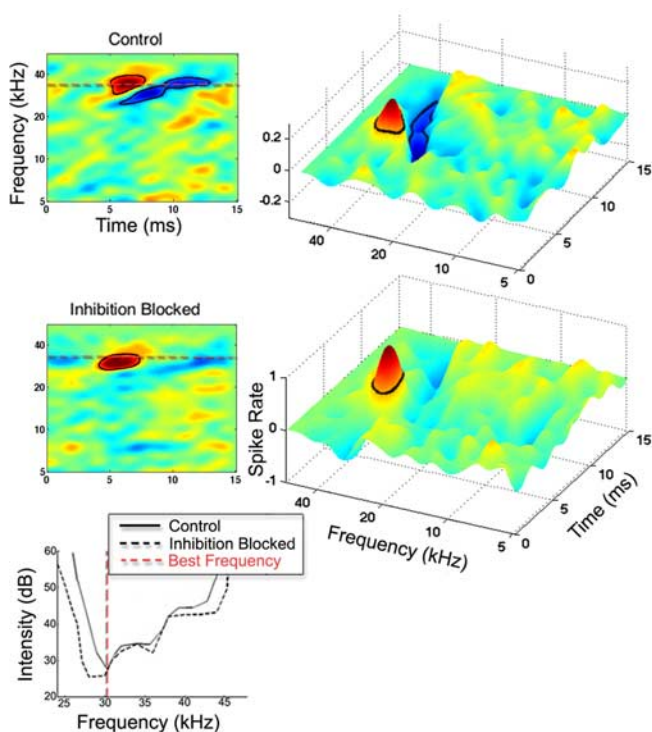 Control
Frequency (kHz)
40
20
10
5
0 5 10 15
Time (ms)
0.2
0
-0.2
40
20
10
5
0
5
10
15
Inhibition Blocked
40
20
10
5
0 5 10 15
Spike Rate
1
0
-1
40
20
10
5
Frequency (kHz)
0
5
10
15
Time (ms)
Control
Inhibition Blocked
Best Frequency
Intensity (dB)
60
50
40
30
20
25 30 35 40 45
Frequency (kHz)